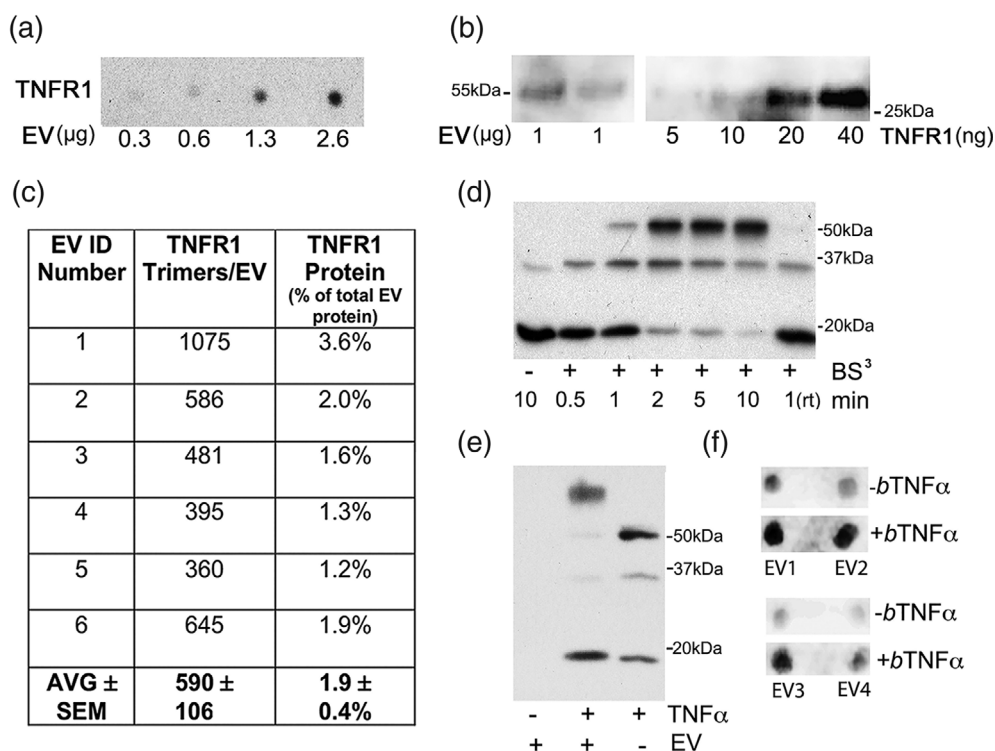 (a)
TNFR1
EV(µg) 0.3 0.6 1.3 2.6
(b)
55kDa-
-25kDa
EV(µg) 1 1 5 10 20 40 TNFR1(ng)
(c)
EV ID Number TNFR1 Trimers/EV TNFR1 Protein (% of total EV protein)
1 1075 3.6%
2 586 2.0%
3 481 1.6%
4 395 1.3%
5 360 1.2%
6 645 1.9%
AVG ± SEM 590 ± 106 1.9 ± 0.4%
(d)
-50kDa
-37kDa
-20kDa
- + + + + + + BS³
10 0.5 1 2 5 10 1(rt) min
(e)
-50kDa
-37kDa
-20kDa
- + + TNFα
+ + - EV
(f)
-bTNFα
+bTNFα
EV1 EV2
-bTNFα
+bTNFα
EV3 EV4